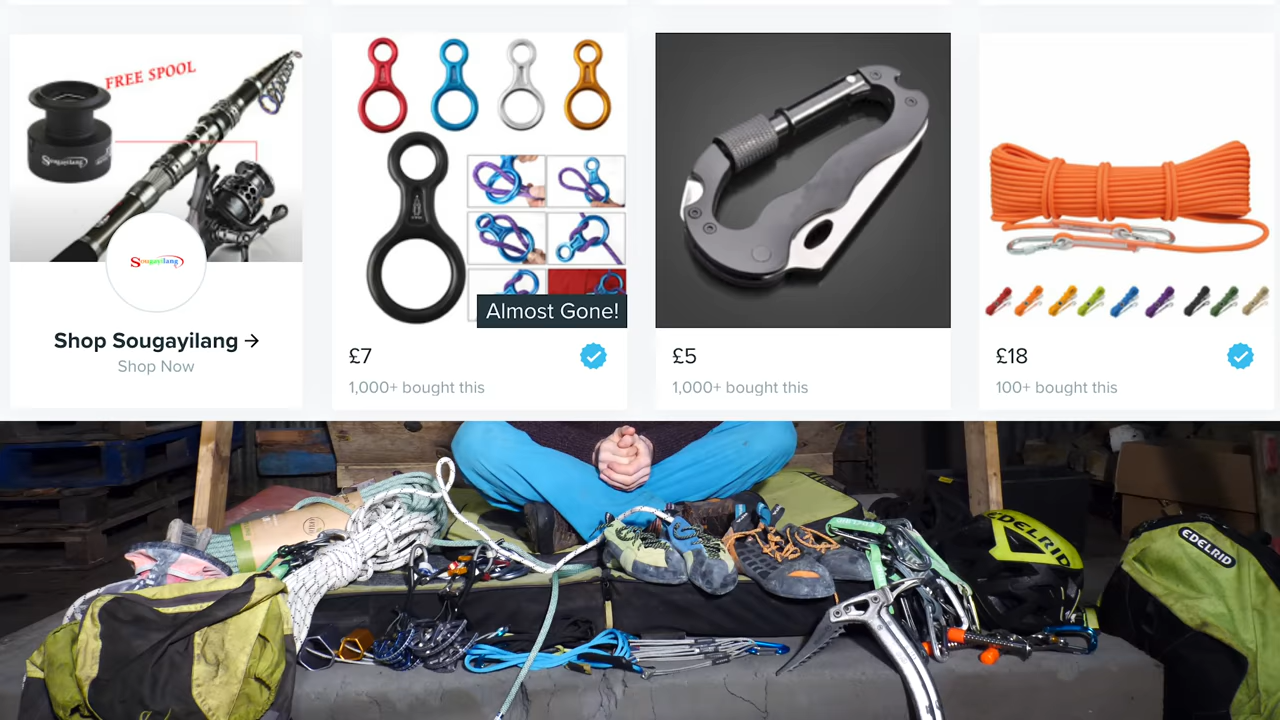 FREE SPOOL
Sougayilang
Sougayilang
Shop Sougayilang →
Shop Now
Almost Gone!
£7
1,000+ bought this
£5
1,000+ bought this
£18
100+ bought this
EDELRID
EDELRID